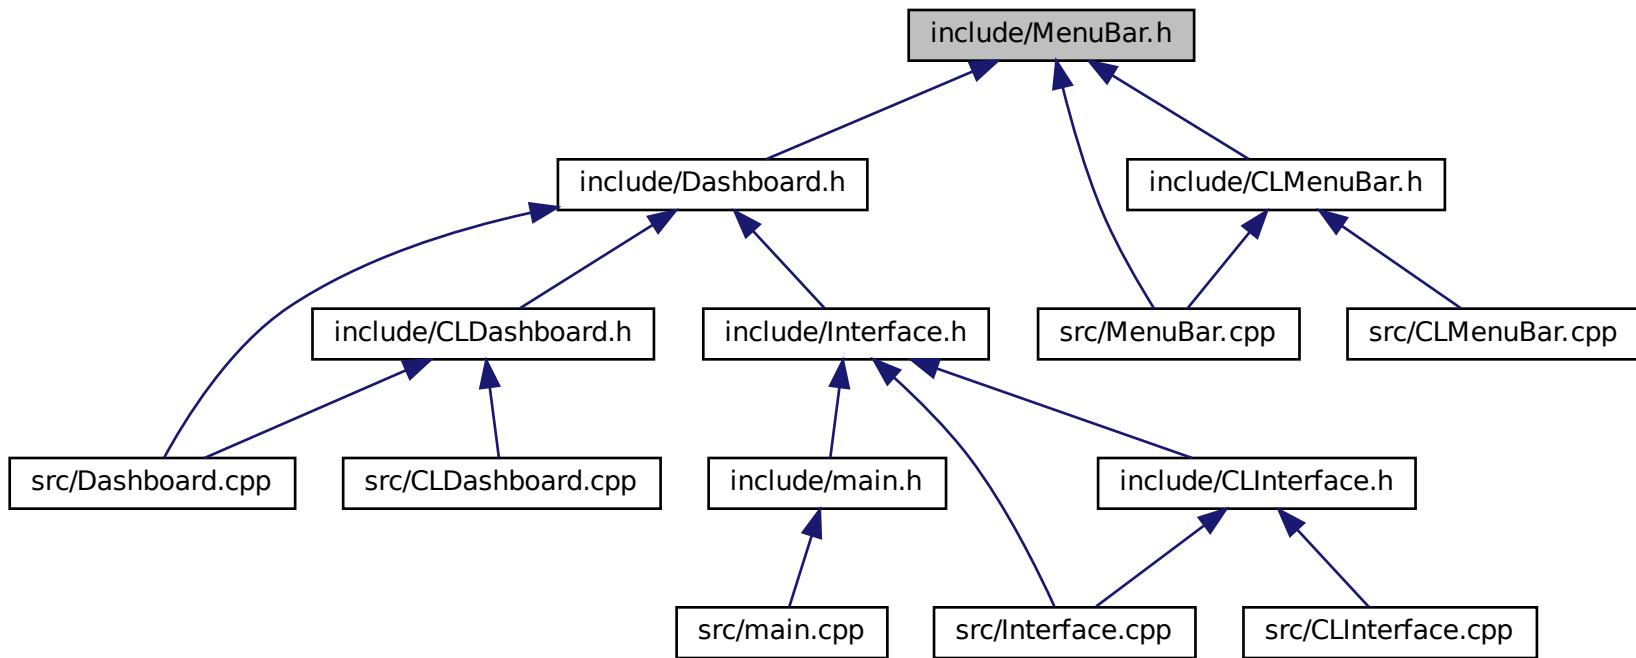 include/MenuBar.h
include/Dashboard.h
include/CLMenuBar.h
include/CLDashboard.h
include/Interface.h
src/MenuBar.cpp
src/CLMenuBar.cpp
src/Dashboard.cpp
src/CLDashboard.cpp
include/main.h
include/CLInterface.h
src/main.cpp
src/Interface.cpp
src/CLInterface.cpp